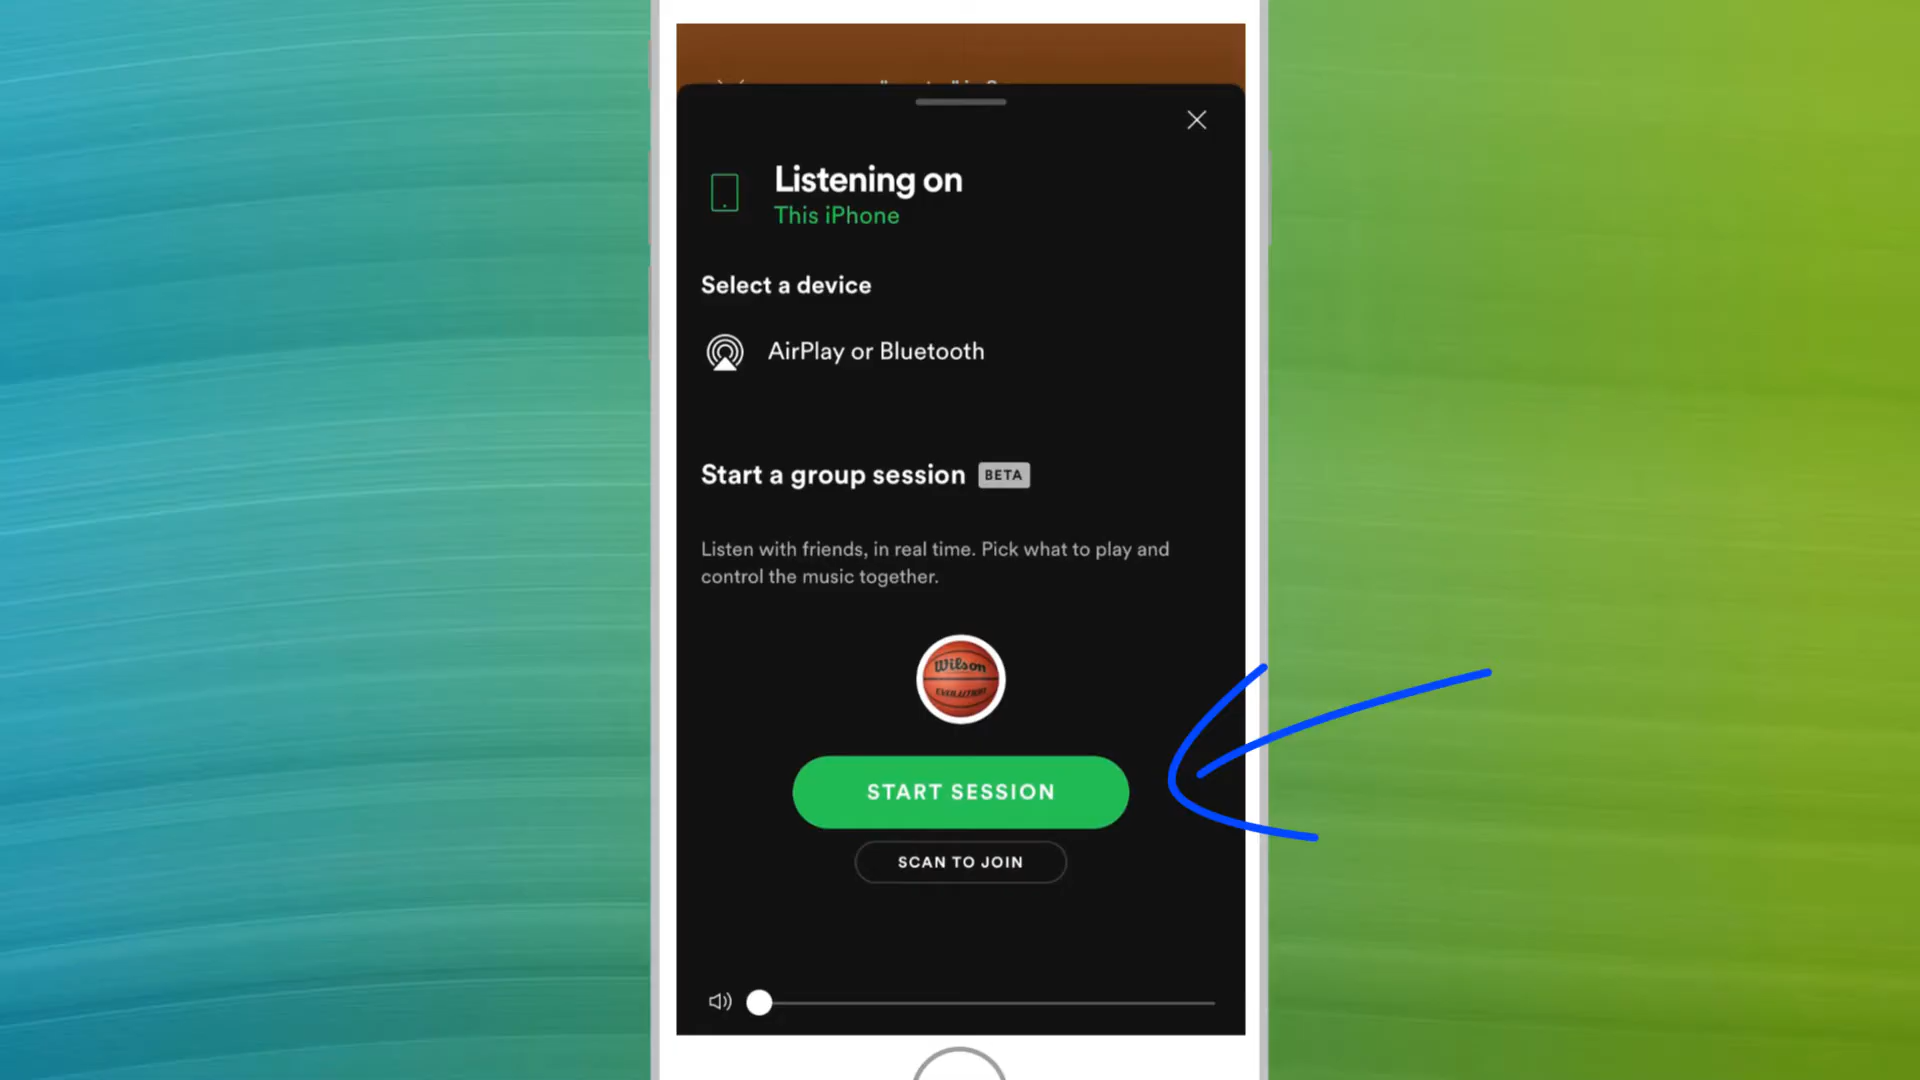 Listening on
This iPhone
Select a device
AirPlay or Bluetooth
Start a group session BETA
Listen with friends, in real time. Pick what to play and
control the music together.
Wilson
EVOLUTION
START SESSION
SCAN TO JOIN